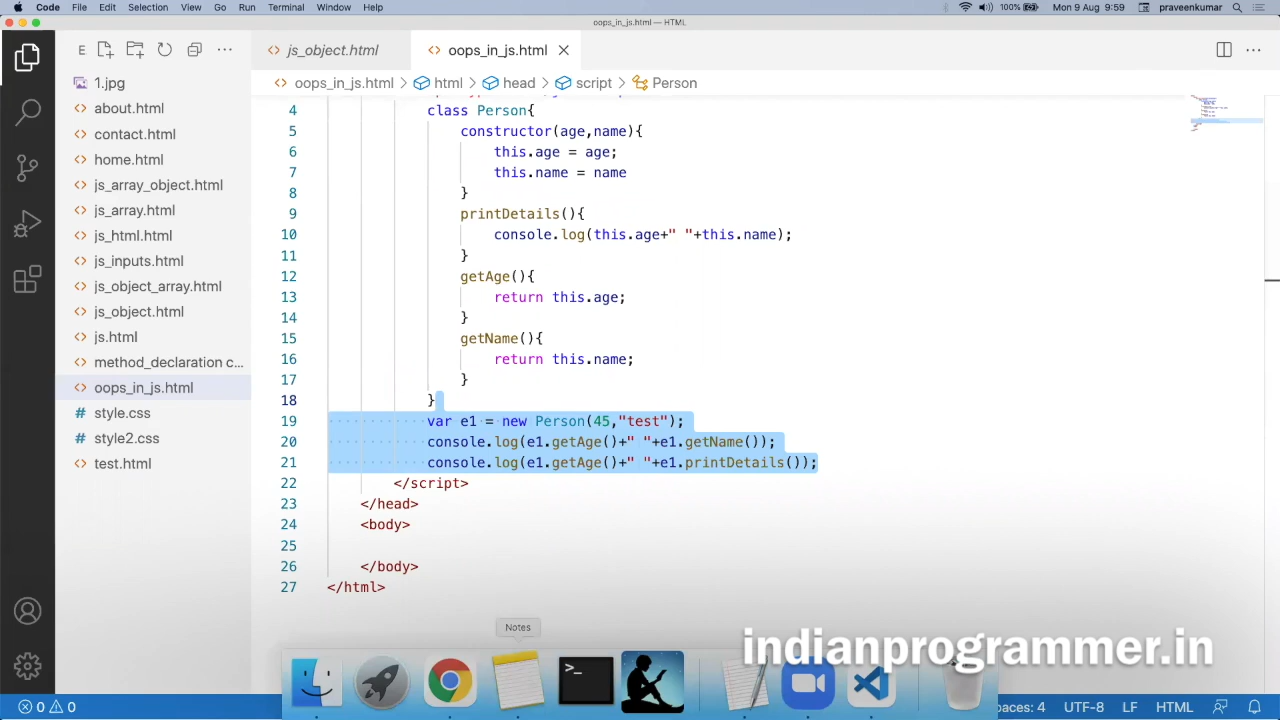 Code File Edit Selection View Go Run Terminal Window Help 100% Mon 9 Aug 9:59 praveenkumar
oops_in_js.html — HTML
E js_object.html oops_in_js.html
oops_in_js.html > html > head > script > Person
1.jpg
about.html
contact.html
home.html
js_array_object.html
js_array.html
js_html.html
js_inputs.html
js_object_array.html
js_object.html
js.html
method_declaration c...
oops_in_js.html
style.css
style2.css
test.html
4 class Person{
5 constructor(age,name){
6 this.age = age;
7 this.name = name
8 }
9 printDetails(){
10 console.log(this.age+" "+this.name);
11 }
12 getAge(){
13 return this.age;
14 }
15 getName(){
16 return this.name;
17 }
18 }
19 var e1 = new Person(45,"test");
20 console.log(e1.getAge()+" "+e1.getName());
21 console.log(e1.getAge()+" "+e1.printDetails());
22 </script>
23 </head>
24 <body>
25
26 </body>
27 </html>
Notes
indianprogrammer.in
0 0 paces: 4 UTF-8 LF HTML